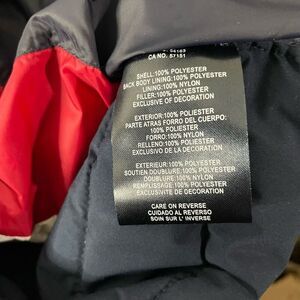 CA NO. 57151
SHELL:100% POLYESTER
BACK BODY LINING:100% POLYESTER
LINING:100% NYLON
FILLER:100% POLYESTER
EXCLUSIVE OF DECORATION
EXTERIOR:100% POLYESTER
PARTE ATRAS FORRO DEL CUERPO:
100% POLIESTER
FORRO:100% NYLON
RELLENO:100% POLIESTER
EXCLUSIVO DE LA DECORACIÓN
EXTERIEUR:100% POLYESTER
SOUTIEN DOUBLURE:100% POLYESTER
DOUBLURE:100% NYLON
REMPLISSAGE:100% POLYESTER
EXCLUSIVITE DE DECORATION
CARE ON REVERSE
CUIDADO AL REVERSO
SOIN SUR L' INVERSE